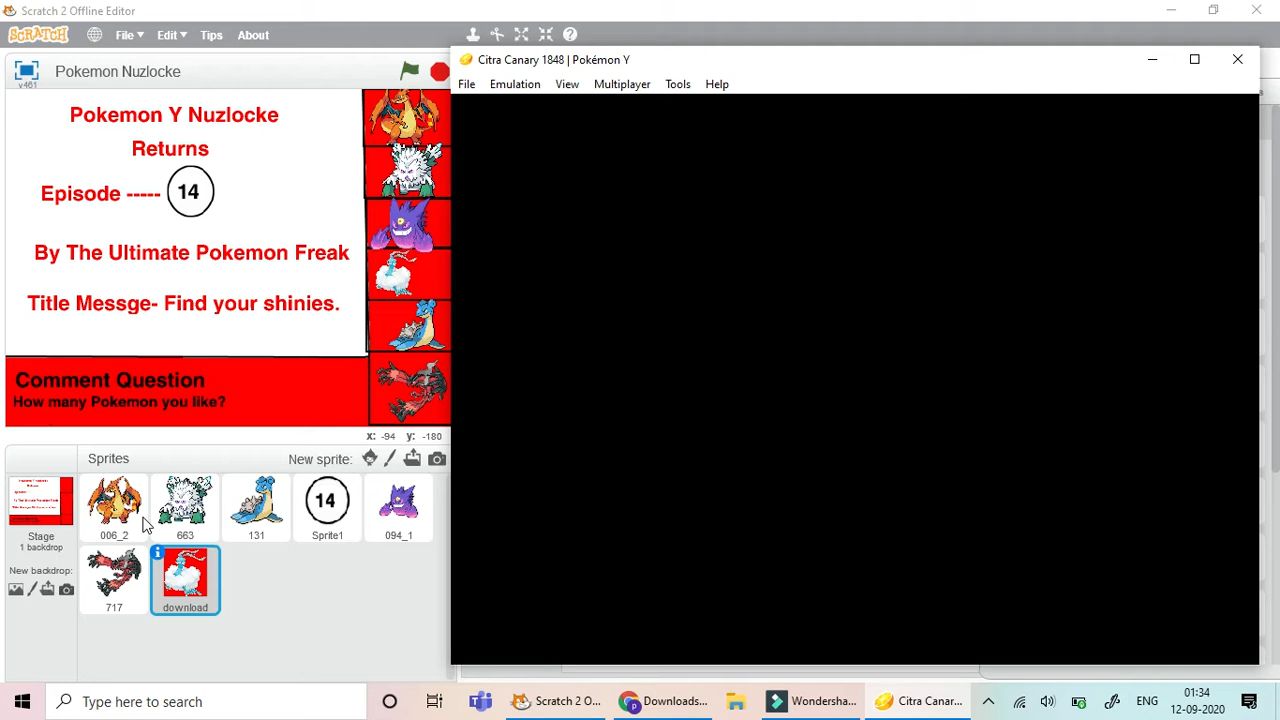 Scratch 2 Offline Editor
SCRATCH File Edit Tips About
v461 Pokemon Nuzlocke
Citra Canary 1848 | Pokémon Y
File Emulation View Multiplayer Tools Help
Pokemon Y Nuzlocke
Returns
Episode ----- 14
By The Ultimate Pokemon Freak
Title Messge- Find your shinies.
Comment Question
How many Pokemon you like?
x: -94 y: -180
Sprites New sprite:
Stage
1 backdrop
New backdrop:
006_2 663 131 14 Sprite1 094_1
717 download
Type here to search
Scratch 2 O... Downloads... Wondersha... Citra Canary... ENG 01:34
12-09-2020